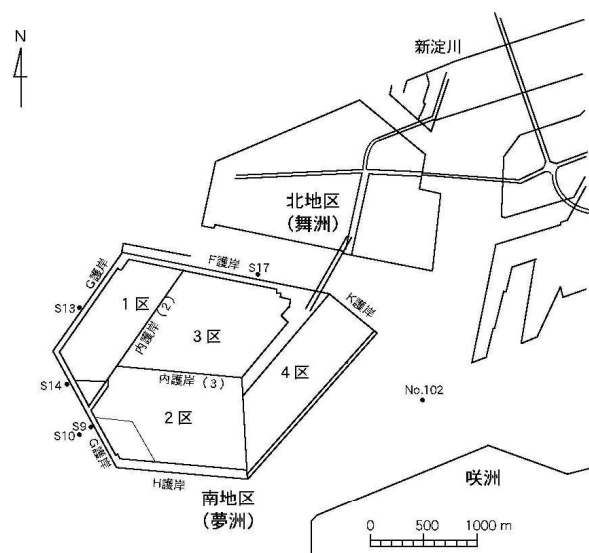 N
新淀川
北地区
(舞洲)
F護岸
S17
G護岸
K護岸
S13
1区
内護岸(2)
3区
内護岸(3)
4区
S14
No.102
S9
S10
2区
G護岸
H護岸
南地区
(夢洲)
咲洲
0 500 1000 m